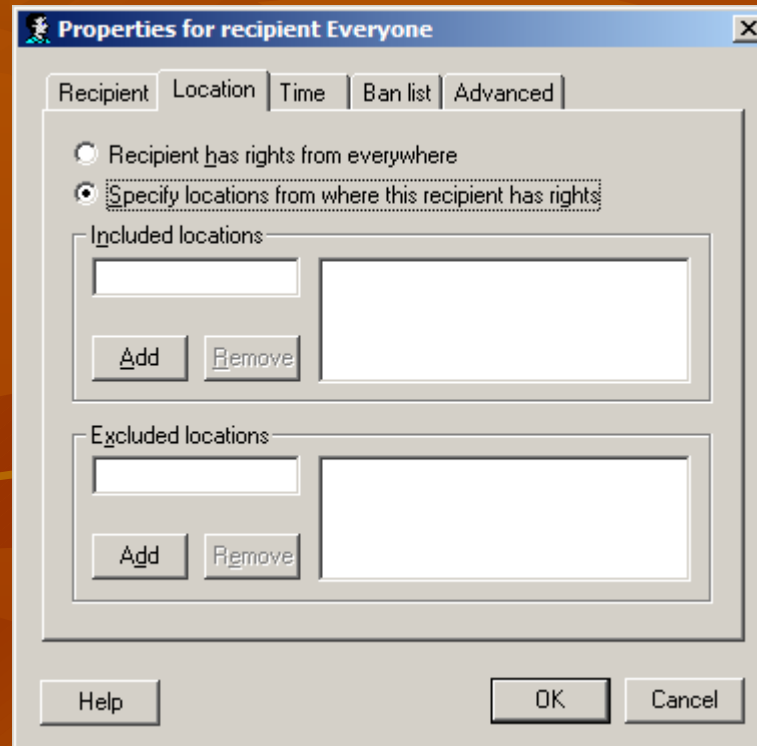 Properties for recipient Everyone
Recipient Location Time Ban list Advanced
Recipient has rights from everywhere
Specify locations from where this recipient has rights
Included locations
Add Remove
Excluded locations
Add Remove
Help OK Cancel